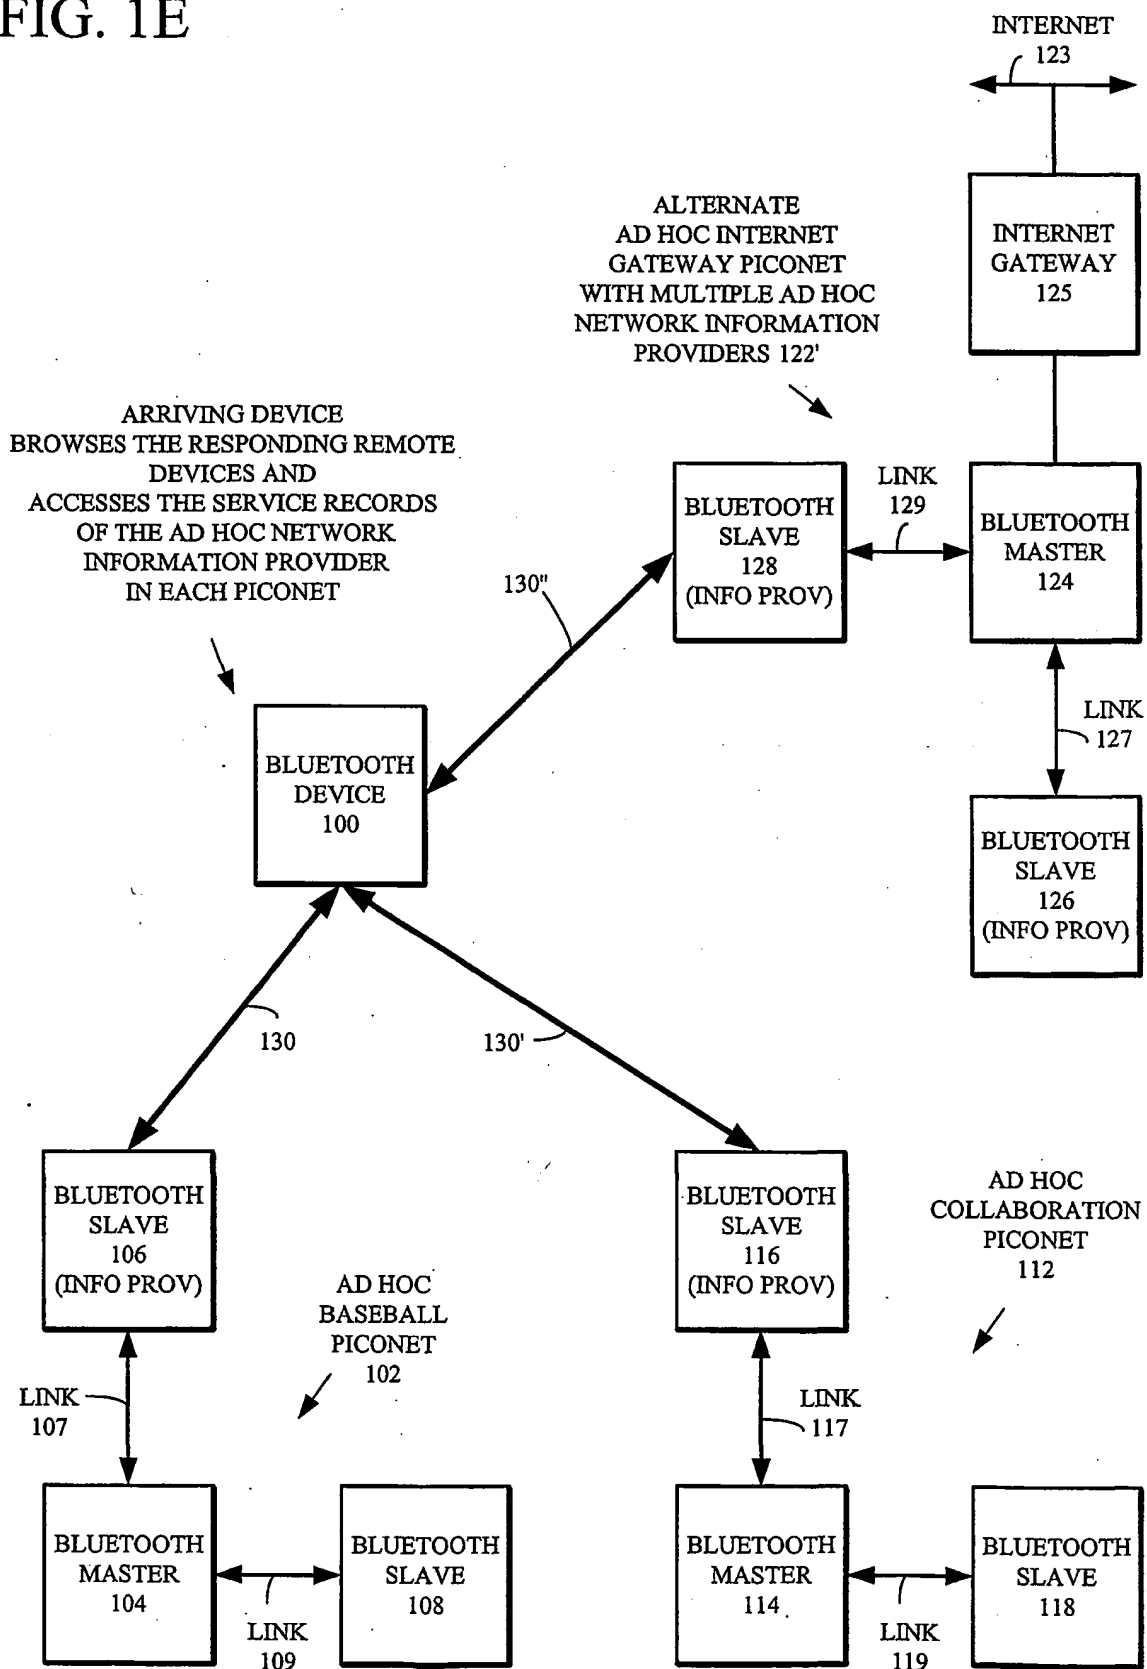 FIG. 1E
INTERNET
123
INTERNET
GATEWAY
125
ALTERNATE
AD HOC INTERNET
GATEWAY PICONET
WITH MULTIPLE AD HOC
NETWORK INFORMATION
PROVIDERS 122'
ARRIVING DEVICE
BROWSES THE RESPONDING REMOTE
DEVICES AND
ACCESSES THE SERVICE RECORDS
OF THE AD HOC NETWORK
INFORMATION PROVIDER
IN EACH PICONET
BLUETOOTH
SLAVE
128
(INFO PROV)
LINK
129
BLUETOOTH
MASTER
124
130"
LINK
127
BLUETOOTH
DEVICE
100
BLUETOOTH
SLAVE
126
(INFO PROV)
130
130'
BLUETOOTH
SLAVE
106
(INFO PROV)
BLUETOOTH
SLAVE
116
(INFO PROV)
AD HOC
COLLABORATION
PICONET
112
AD HOC
BASEBALL
PICONET
102
LINK
107
LINK
117
BLUETOOTH
MASTER
104
LINK
109
BLUETOOTH
SLAVE
108
BLUETOOTH
MASTER
114
LINK
119
BLUETOOTH
SLAVE
118